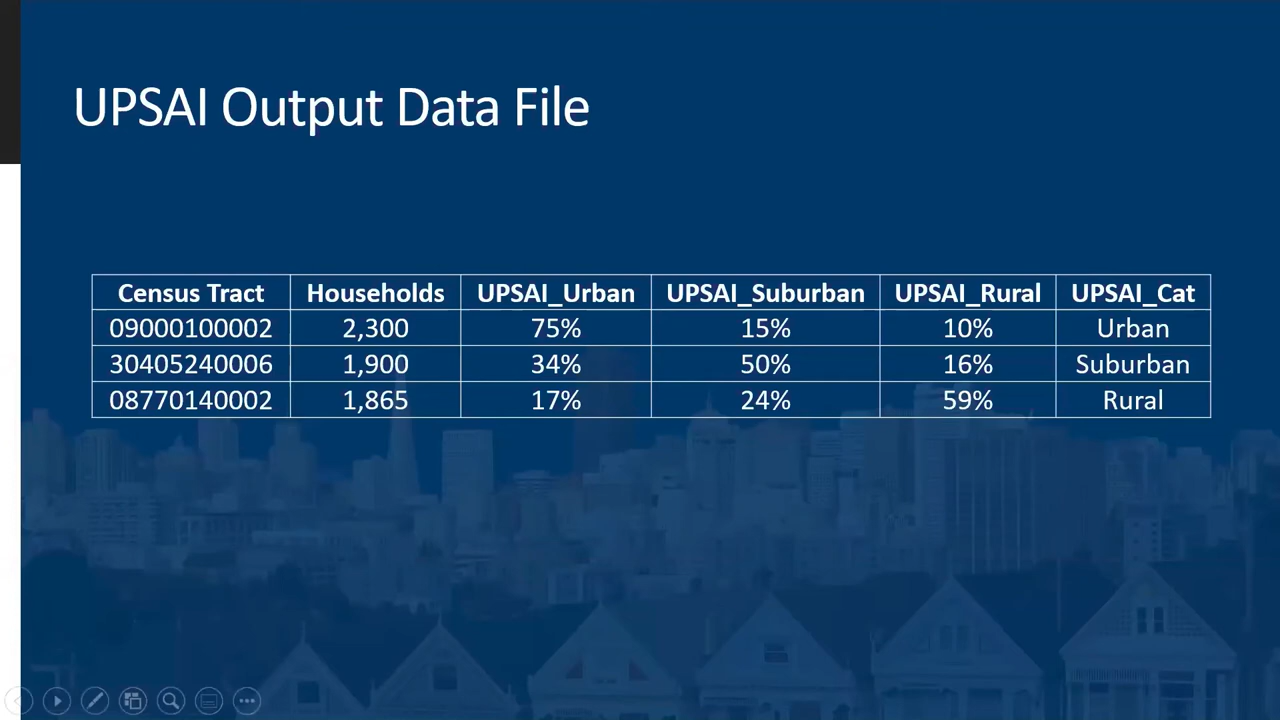 UPSAI Output Data File
Census Tract Households UPSAI_Urban UPSAI_Suburban UPSAI_Rural UPSAI_Cat
09000100002 2,300 75% 15% 10% Urban
30405240006 1,900 34% 50% 16% Suburban
08770140002 1,865 17% 24% 59% Rural